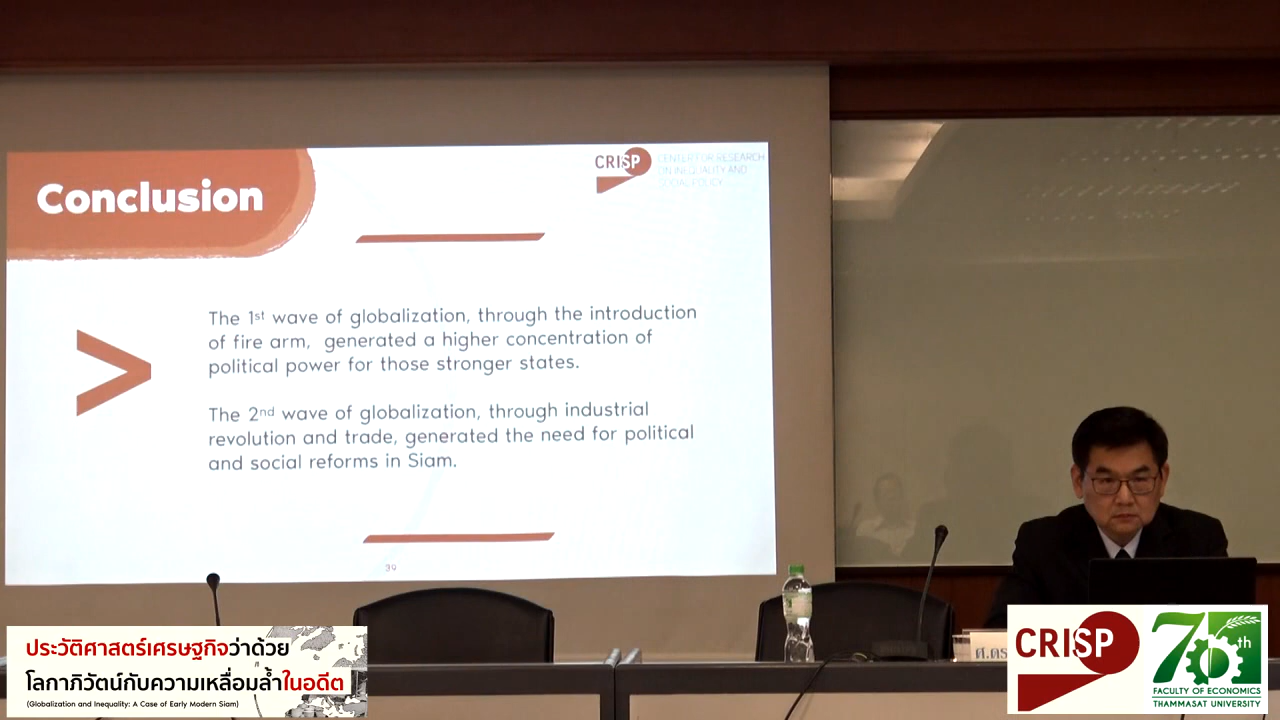 Conclusion
CRISP
CENTER FOR RESEARCH
ON INEQUALITY AND
SOCIAL POLICY
The 1st wave of globalization, through the introduction
of fire arm, generated a higher concentration of
political power for those stronger states.
The 2nd wave of globalization, through industrial
revolution and trade, generated the need for political
and social reforms in Siam.
39
ประวัติศาสตร์เศรษฐกิจว่าด้วย
โลกาภิวัตน์กับความเหลื่อมล้ำในอดีต
(Globalization and Inequality: A Case of Early Modern Siam)
ศ.ดร
CRISP
75th
FACULTY OF ECONOMICS
THAMMASAT UNIVERSITY